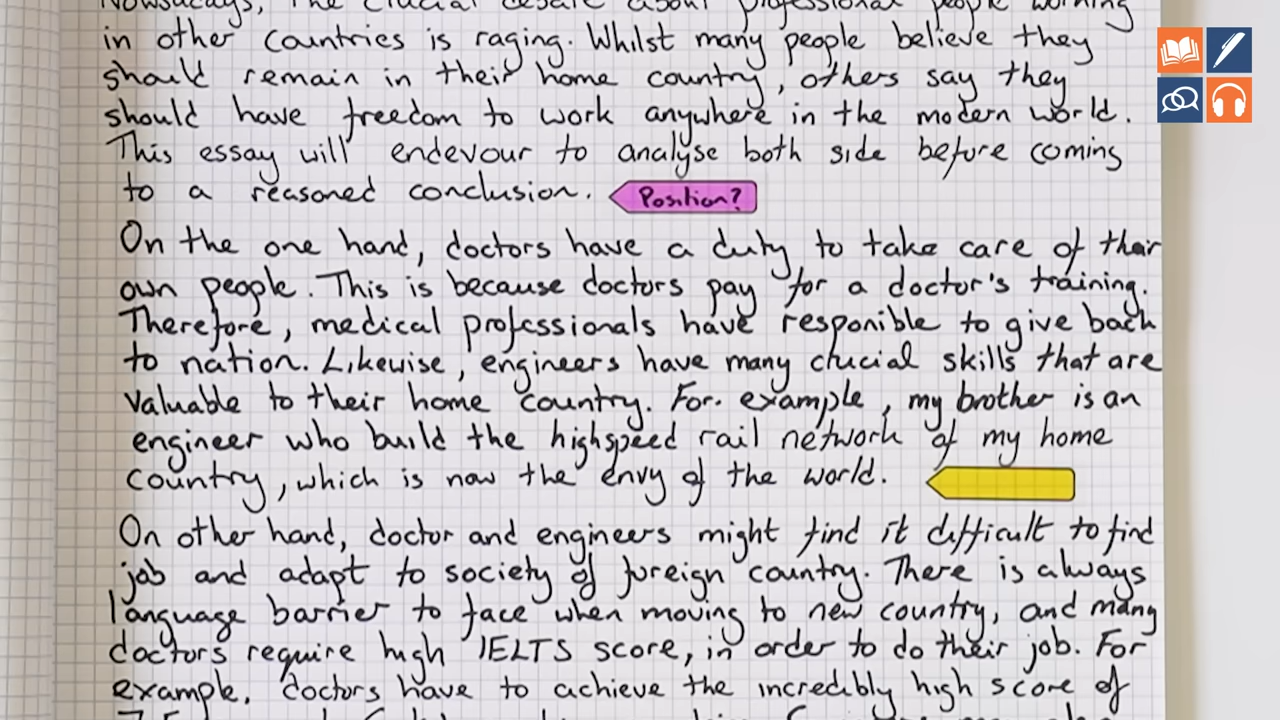 Nowsadays, the crucial debate about professional people working
in other countries is raging. Whilst many people believe they
should remain in their home country, others say they
should have freedom to work anywhere in the modern world.
This essay will endevour to analyse both side before coming
to a reasoned conclusion. Position?
On the one hand, doctors have a duty to take care of their
own people. This is because doctors pay for a doctor's training.
Therefore, medical professionals have responible to give back
to nation. Likewise, engineers have many crucial skills that are
valuable to their home country. For example, my brother is an
engineer who build the highspeed rail network of my home
country, which is now the envy of the world.
On other hand, doctor and engineers might find it difficult to find
job and adapt to society of foreign country. There is always
language barrier to face when moving to new country, and many
doctors require high IELTS score, in order to do their job. For
example, doctors have to achieve the incredibly high score of